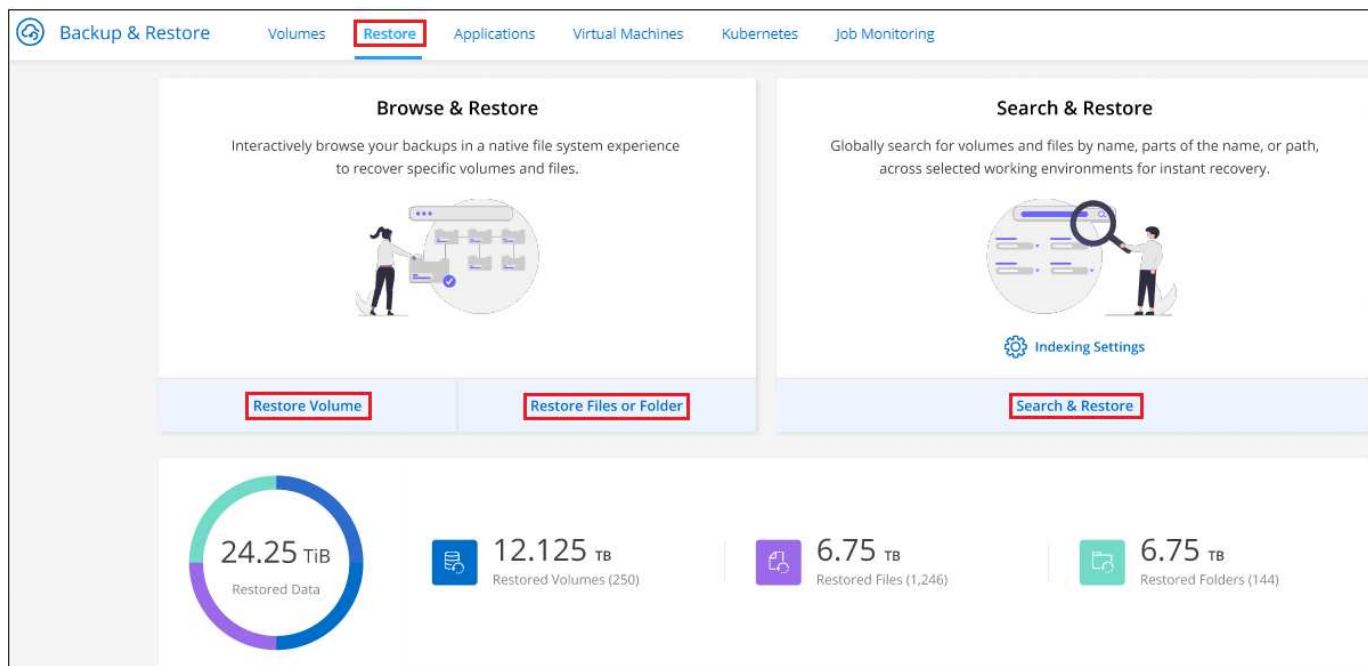 Backup & Restore Volumes Restore Applications Virtual Machines Kubernetes Job Monitoring
Browse & Restore
Interactively browse your backups in a native file system experience
to recover specific volumes and files.
Restore Volume Restore Files or Folder
Search & Restore
Globally search for volumes and files by name, parts of the name, or path,
across selected working environments for instant recovery.
Indexing Settings
Search & Restore
24.25 TiB
Restored Data
12.125 TB
Restored Volumes (250)
6.75 TB
Restored Files (1,246)
6.75 TB
Restored Folders (144)